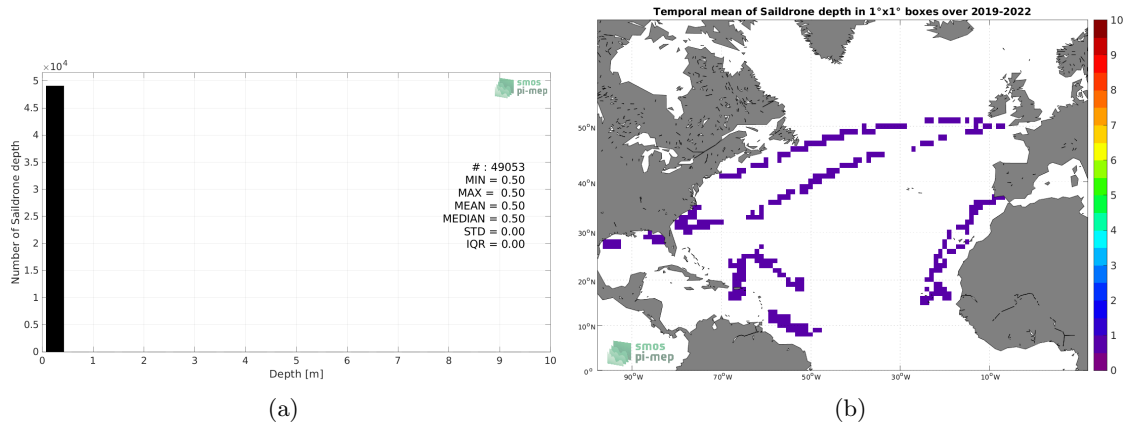 ×10⁴
5
4.5
4
3.5
3
2.5
2
1.5
1
0.5
0
Number of Saildrone depth
smos
pi-mep
# : 49053
MIN = 0.50
MAX = 0.50
MEAN = 0.50
MEDIAN = 0.50
STD = 0.00
IQR = 0.00
0 1 2 3 4 5 6 7 8 9 10
Depth [m]
(a)
Temporal mean of Saildrone depth in 1°x1° boxes over 2019-2022
50°N
40°N
30°N
20°N
10°N
0°
90°W 70°W 50°W 30°W 10°W
smos
pi-mep
10
9
8
7
6
5
4
3
2
1
0
(b)